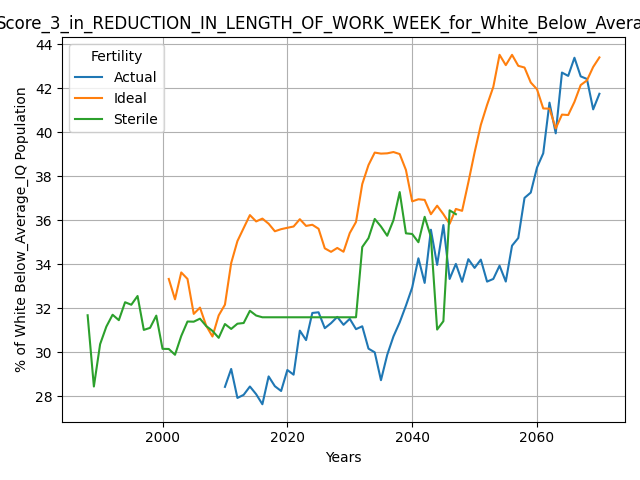 Score_3_in_REDUCTION_IN_LENGTH_OF_WORK_WEEK_for_White_Below_Avera
44
42
40
38
36
34
32
30
28
% of White Below_Average_IQ Population
Fertility
Actual
Ideal
Sterile
2000
2020
2040
2060
Years